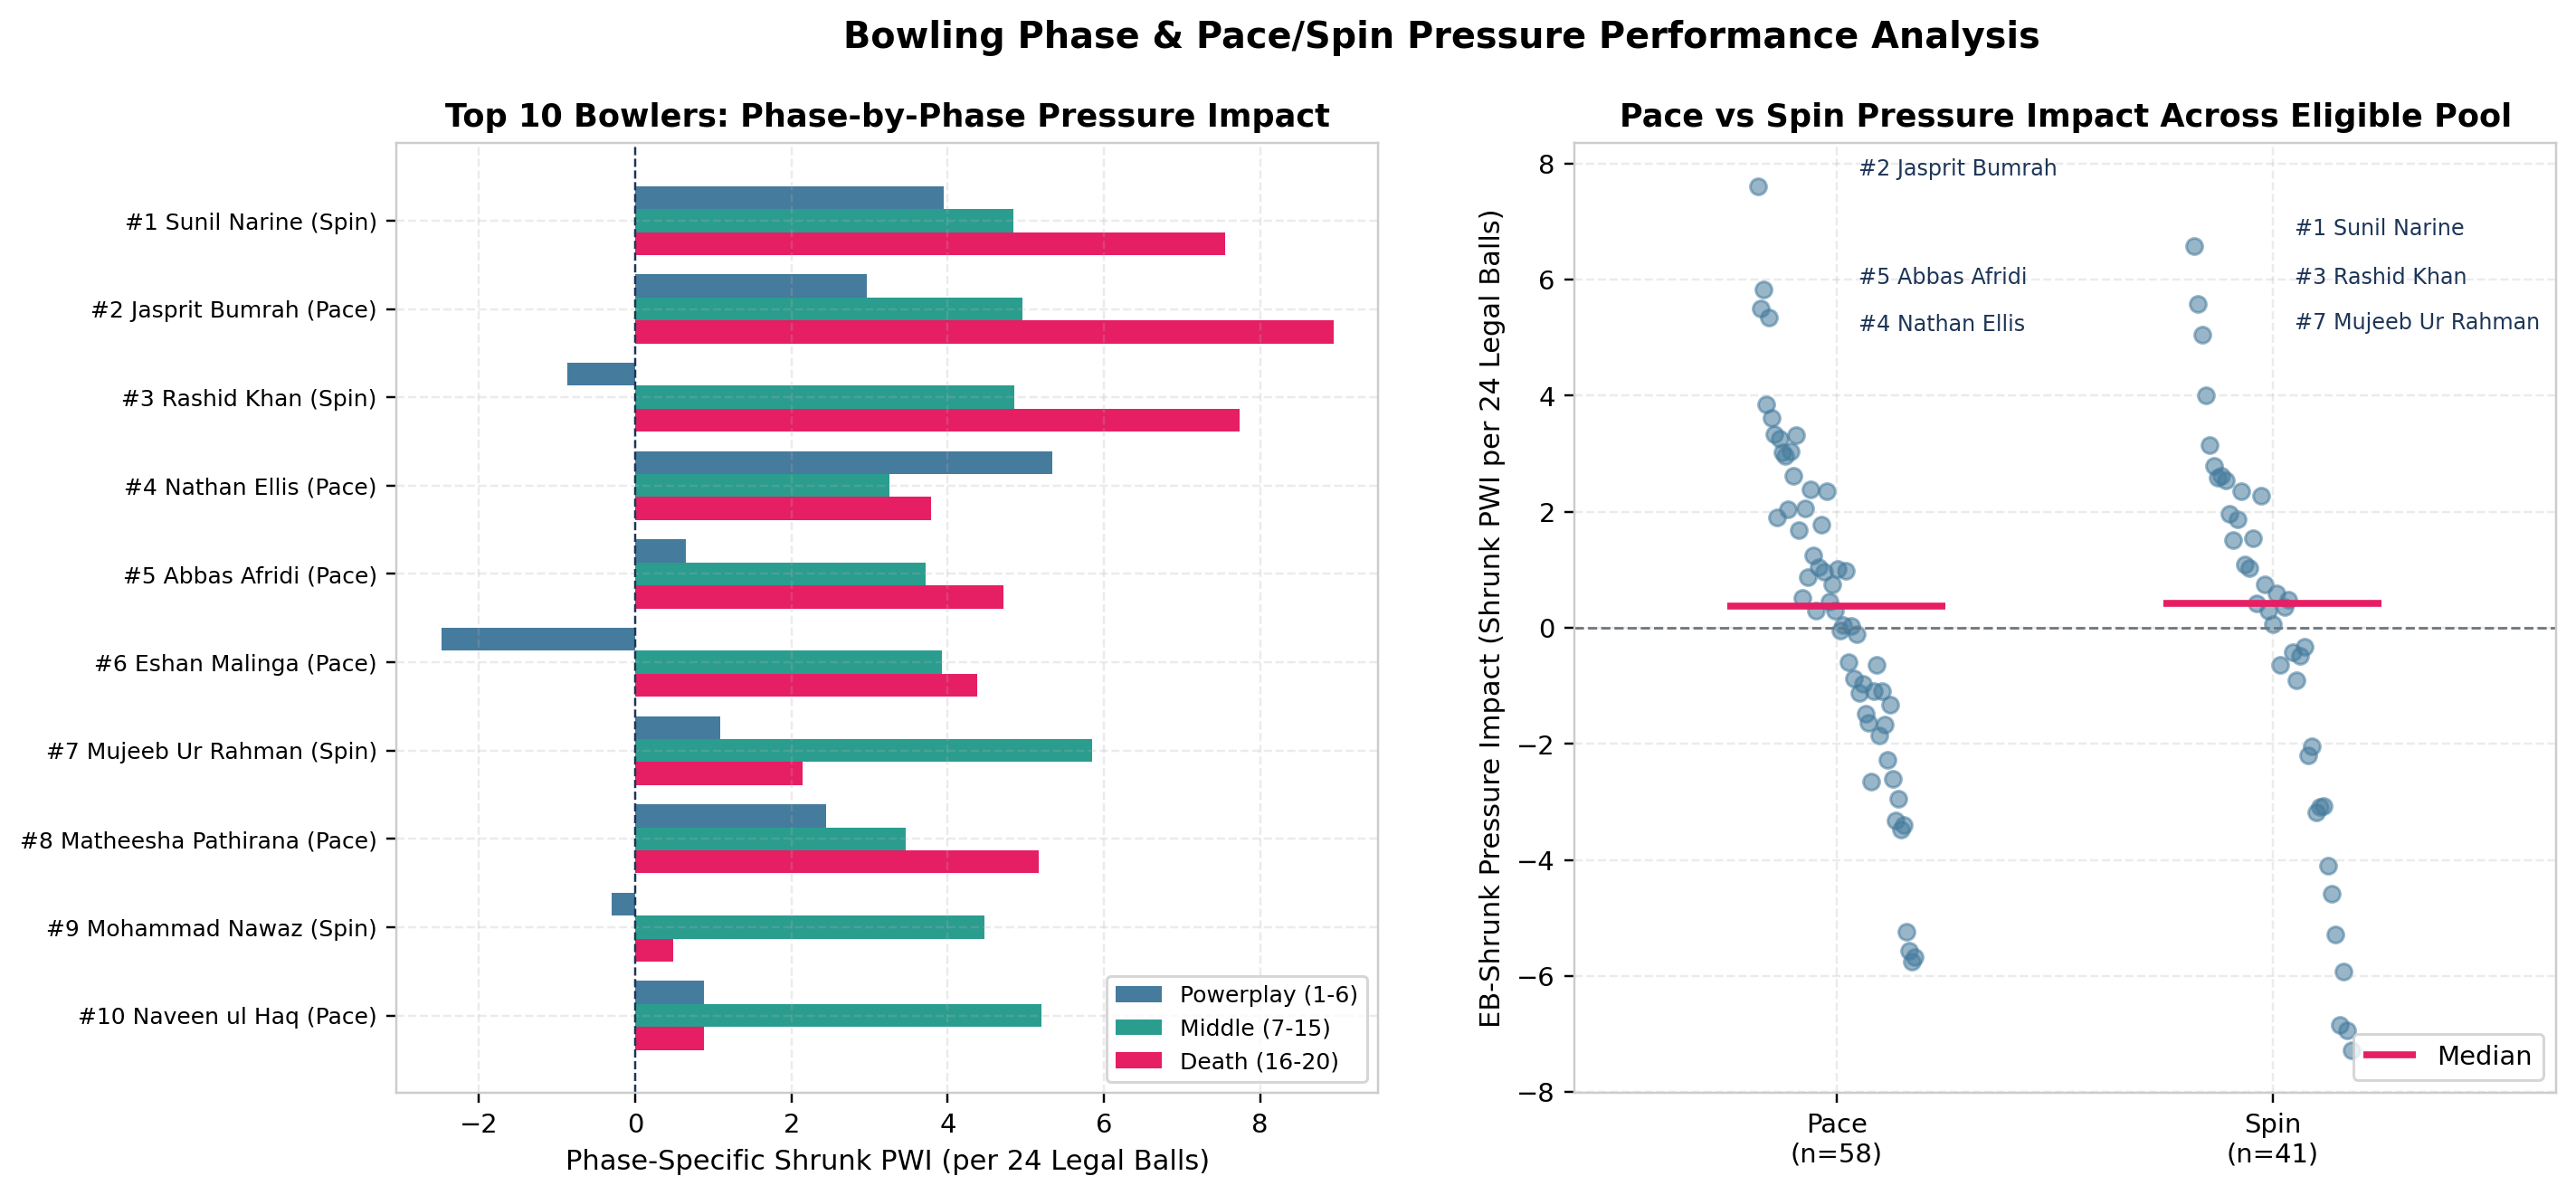 Bowling Phase & Pace/Spin Pressure Performance Analysis
Top 10 Bowlers: Phase-by-Phase Pressure Impact
#1 Sunil Narine (Spin)
#2 Jasprit Bumrah (Pace)
#3 Rashid Khan (Spin)
#4 Nathan Ellis (Pace)
#5 Abbas Afridi (Pace)
#6 Eshan Malinga (Pace)
#7 Mujeeb Ur Rahman (Spin)
#8 Matheesha Pathirana (Pace)
#9 Mohammad Nawaz (Spin)
#10 Naveen ul Haq (Pace)
Powerplay (1-6)
Middle (7-15)
Death (16-20)
−2 0 2 4 6 8
Phase-Specific Shrunk PWI (per 24 Legal Balls)
Pace vs Spin Pressure Impact Across Eligible Pool
EB-Shrunk Pressure Impact (Shrunk PWI per 24 Legal Balls)
8
6
4
2
0
−2
−4
−6
−8
#2 Jasprit Bumrah
#5 Abbas Afridi
#4 Nathan Ellis
#1 Sunil Narine
#3 Rashid Khan
#7 Mujeeb Ur Rahman
Median
Pace
(n=58)
Spin
(n=41)